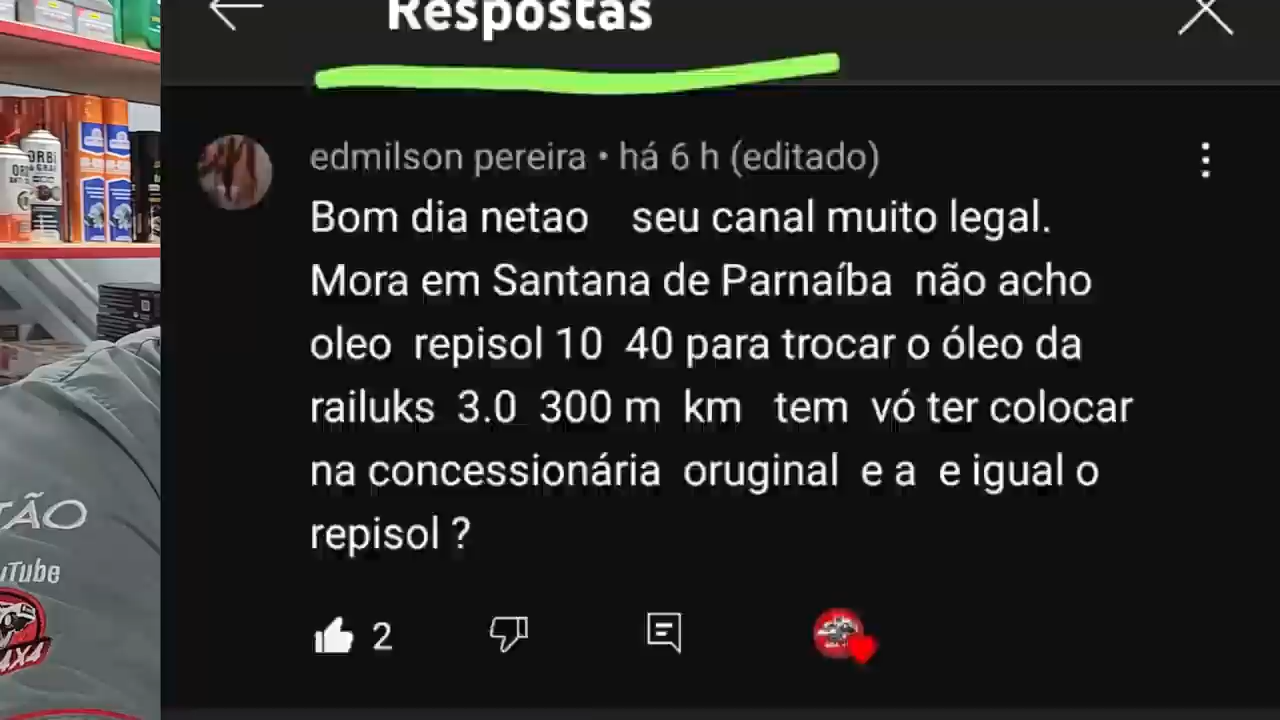 Respostas
edmilson pereira • há 6 h (editado)
Bom dia netao seu canal muito legal.
Mora em Santana de Parnaíba não acho
oleo repisol 10 40 para trocar o óleo da
railuks 3.0 300 m km tem vó ter colocar
na concessionária oruginal e a e igual o
repisol ?
2
TÃO
uTube
4X4
ORBI